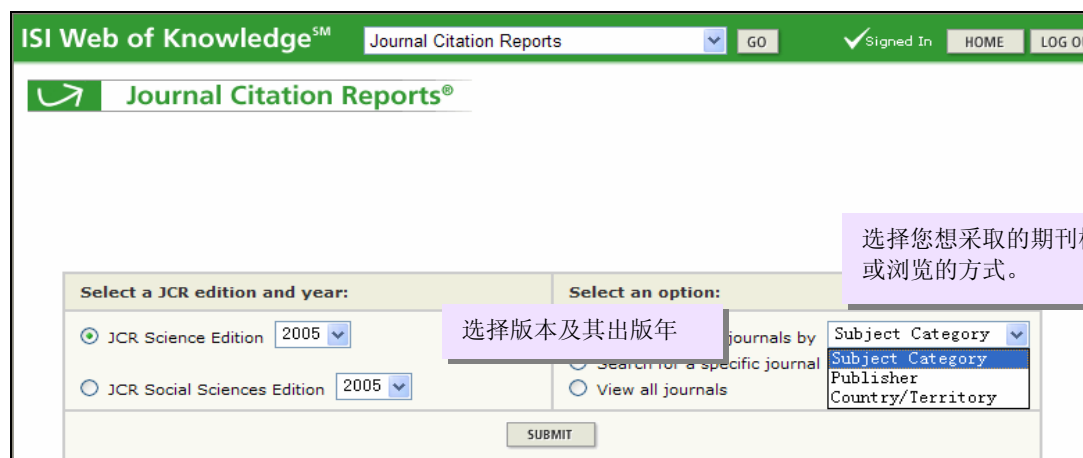 ISI Web of Knowledge℠ Journal Citation Reports GO Signed In HOME LOG
Journal Citation Reports®
选择您想采取的期刊
或浏览的方式。
Select a JCR edition and year: Select an option:
选择版本及其出版年
JCR Science Edition 2005 journals by Subject Category
Subject Category
Search for a specific journal
Publisher
JCR Social Sciences Edition 2005 View all journals
Country/Territory
SUBMIT